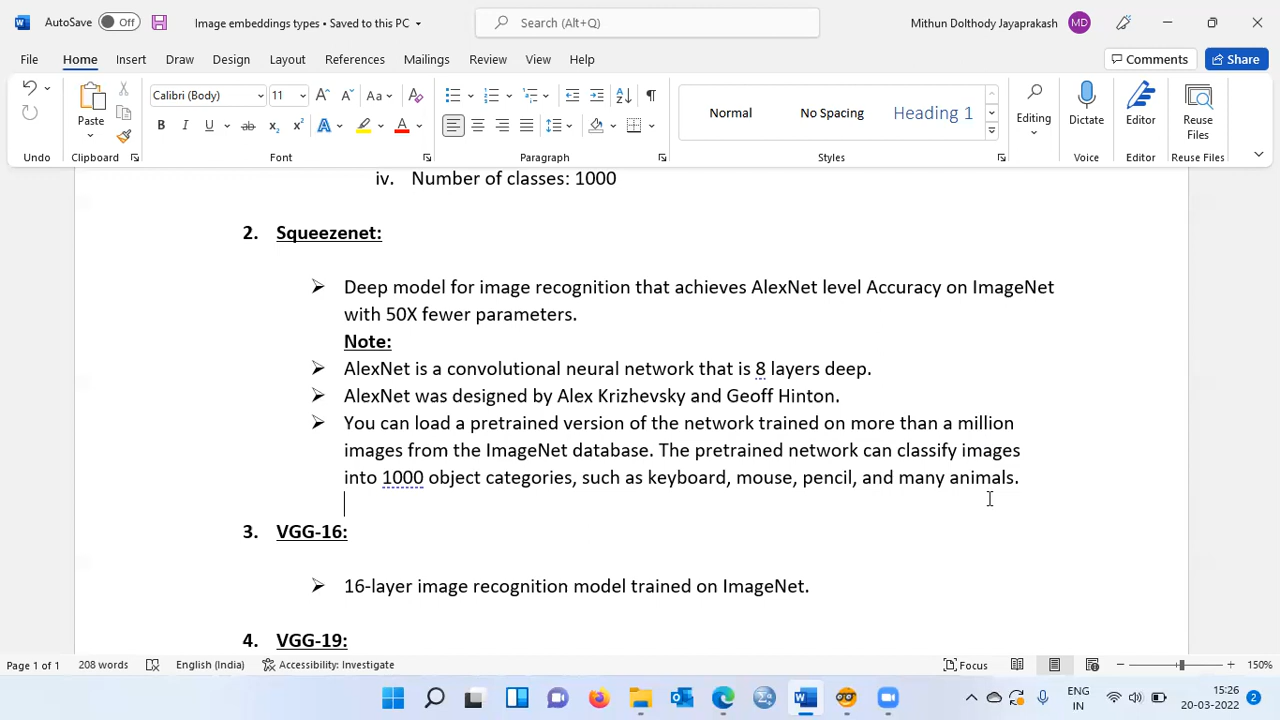 AutoSave Off Image embeddings types • Saved to this PC Search (Alt+Q) Mithun Dolthody Jayaprakash MD
File Home Insert Draw Design Layout References Mailings Review View Help Comments Share
Calibri (Body) 11 Aa
Paste Normal No Spacing Heading 1 Editing Dictate Editor Reuse Files
Undo Clipboard Font Paragraph Styles Voice Editor Reuse Files
iv. Number of classes: 1000
2. Squeezenet:
Deep model for image recognition that achieves AlexNet level Accuracy on ImageNet
with 50X fewer parameters.
Note:
AlexNet is a convolutional neural network that is 8 layers deep.
AlexNet was designed by Alex Krizhevsky and Geoff Hinton.
You can load a pretrained version of the network trained on more than a million
images from the ImageNet database. The pretrained network can classify images
into 1000 object categories, such as keyboard, mouse, pencil, and many animals.
3. VGG-16:
16-layer image recognition model trained on ImageNet.
4. VGG-19:
Page 1 of 1 208 words English (India) Accessibility: Investigate Focus 150%
ENG 15:26
IN 20-03-2022 2